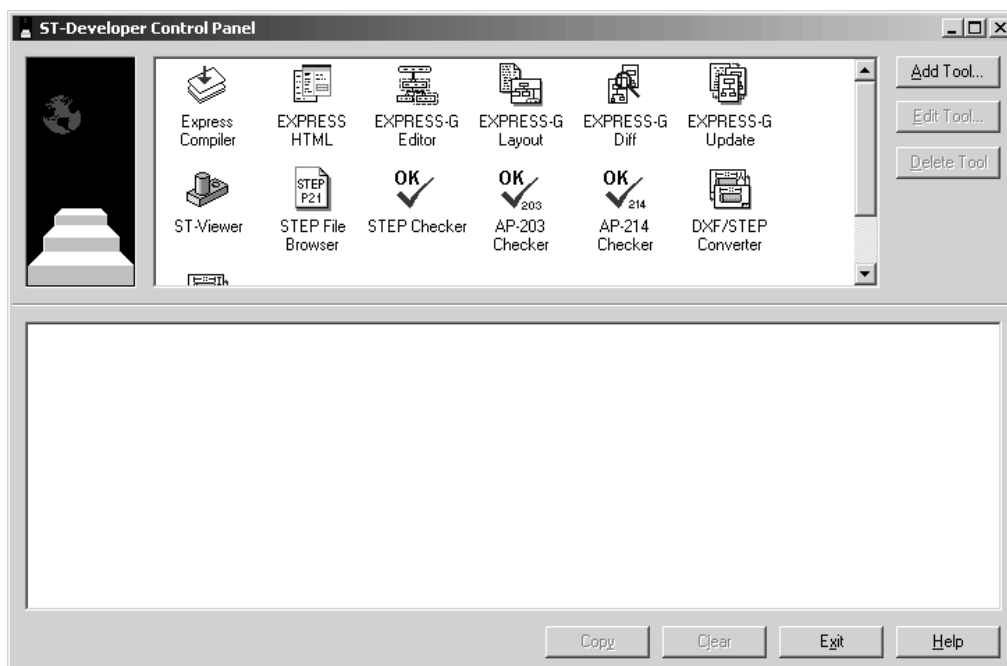 ST-Developer Control Panel
Express
Compiler
EXPRESS
HTML
EXPRESS-G
Editor
EXPRESS-G
Layout
EXPRESS-G
Diff
EXPRESS-G
Update
ST-Viewer
STEP
P21
STEP File
Browser
OK
STEP Checker
OK
203
AP-203
Checker
OK
214
AP-214
Checker
DXF/STEP
Converter
Add Tool...
Edit Tool...
Delete Tool
Copy
Clear
Exit
Help